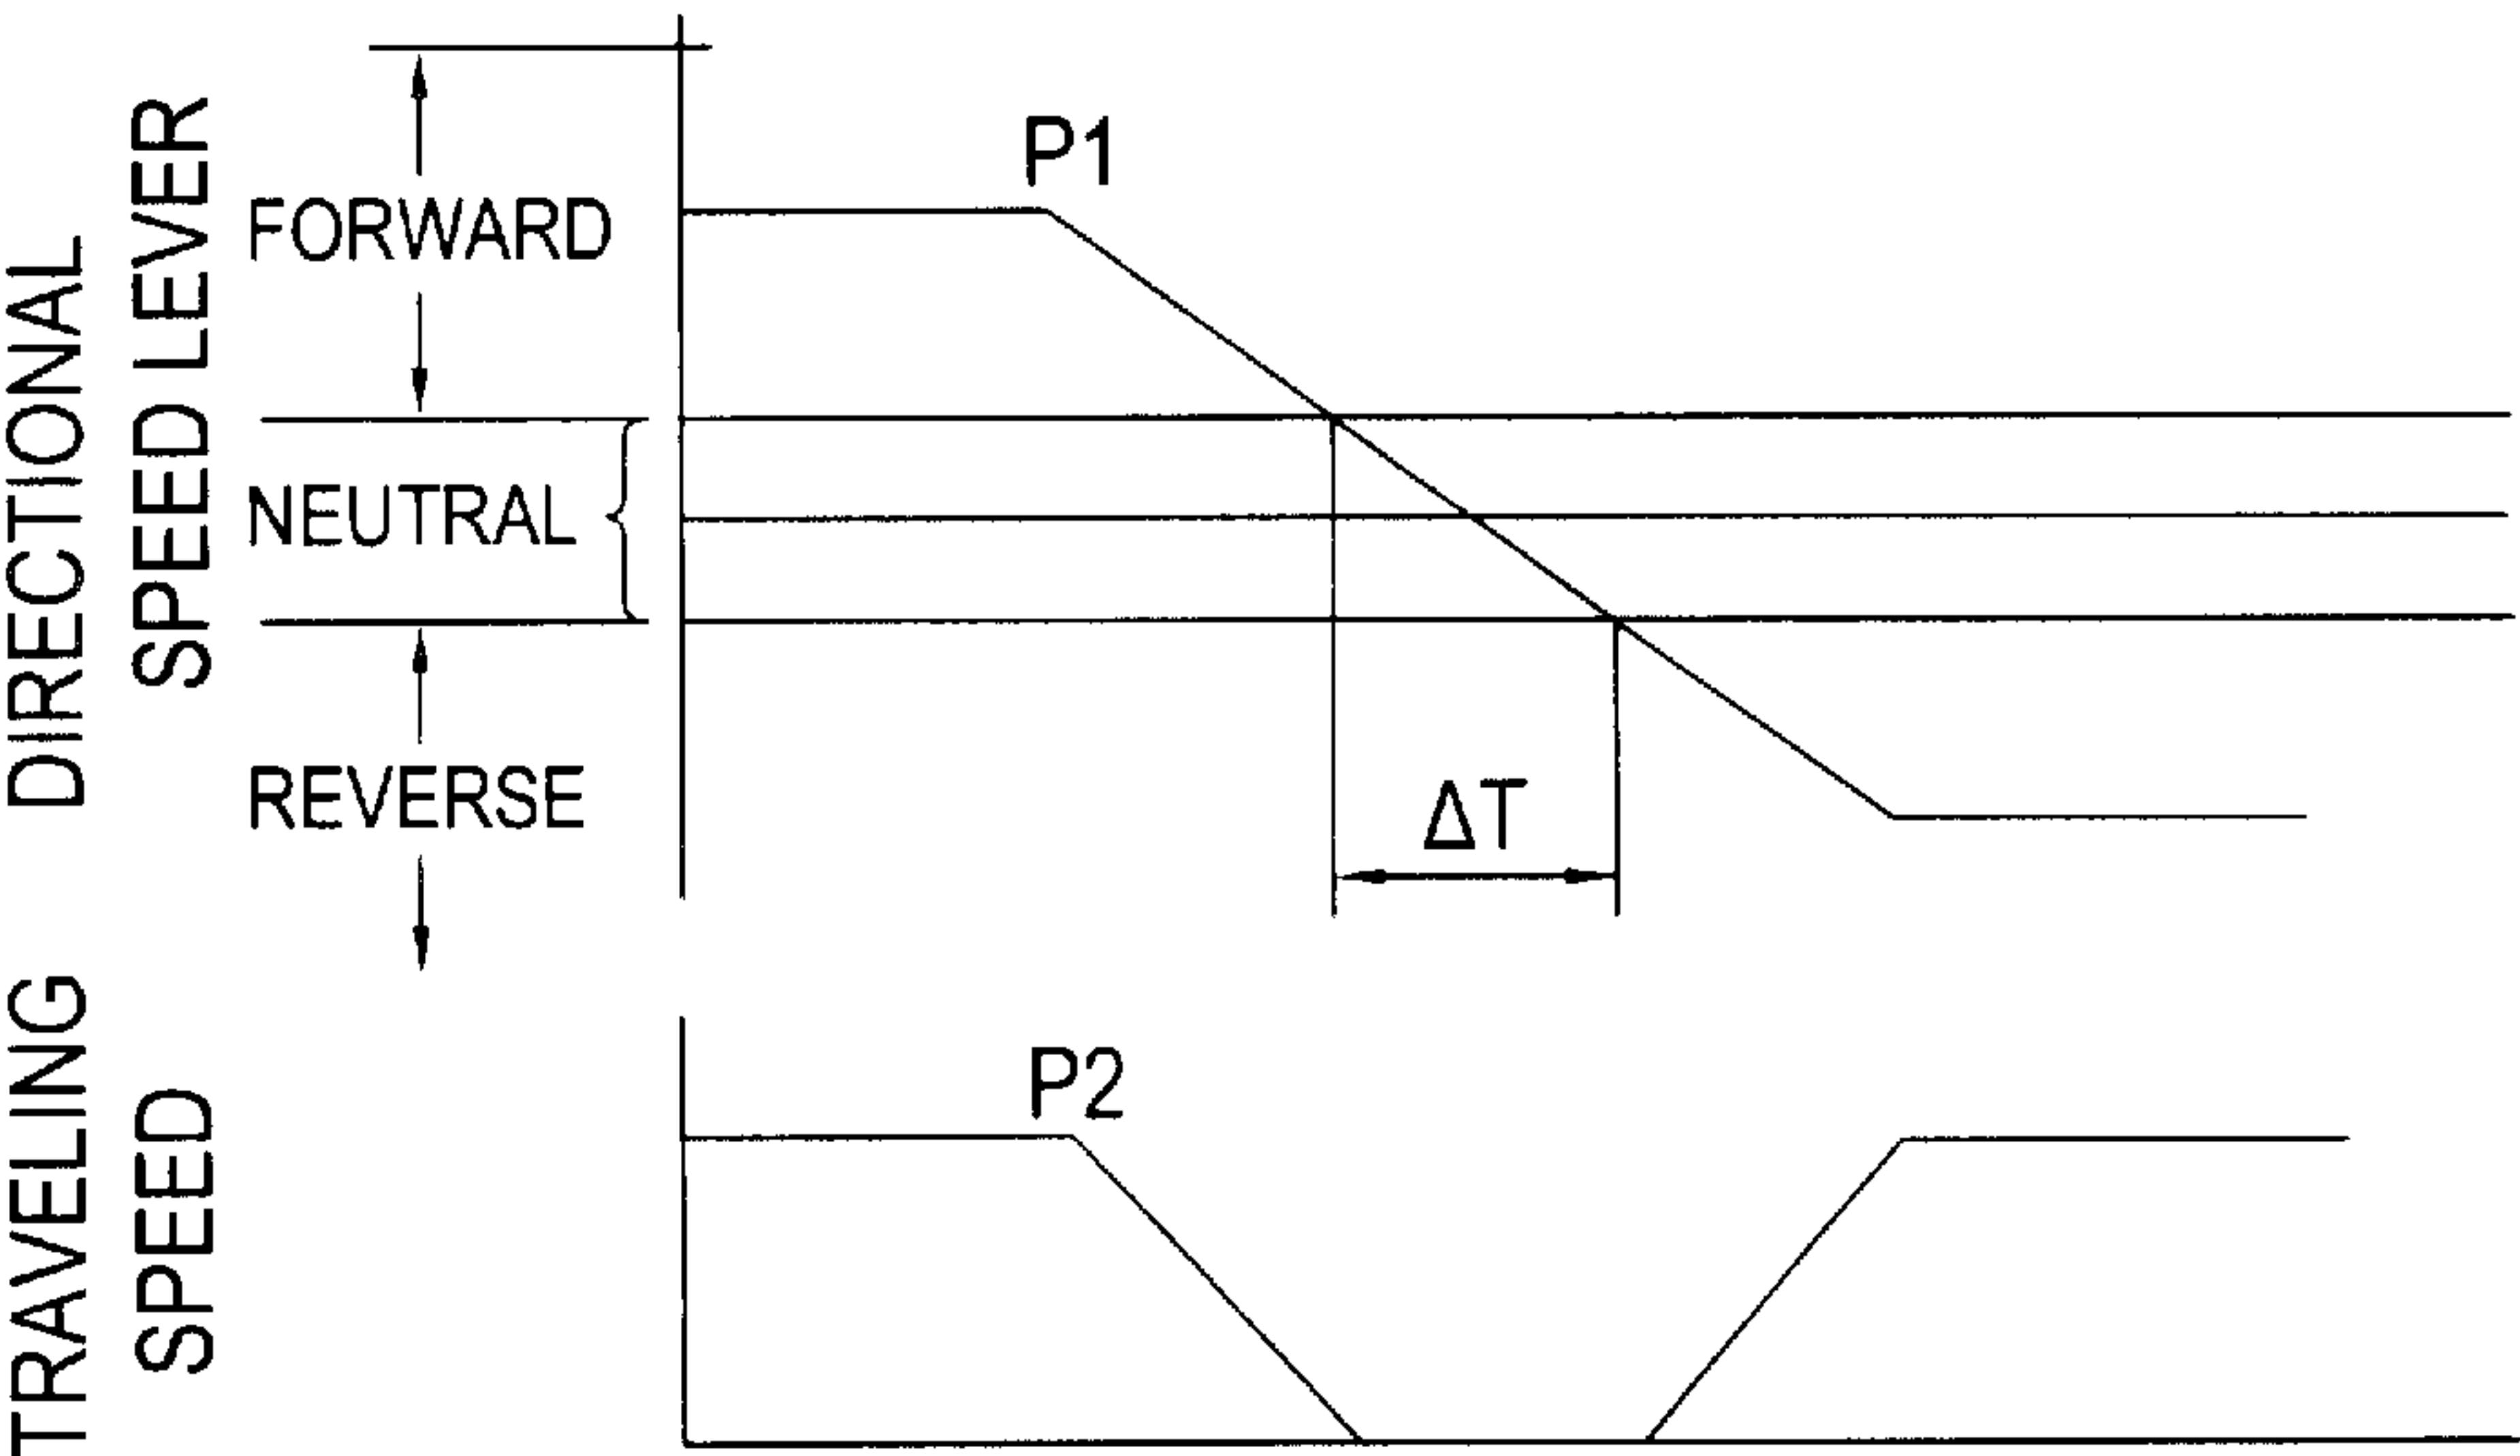 DIRECTIONAL
SPEED LEVER
FORWARD
NEUTRAL
REVERSE
P1
ΔT
TRAVELING
SPEED
P2